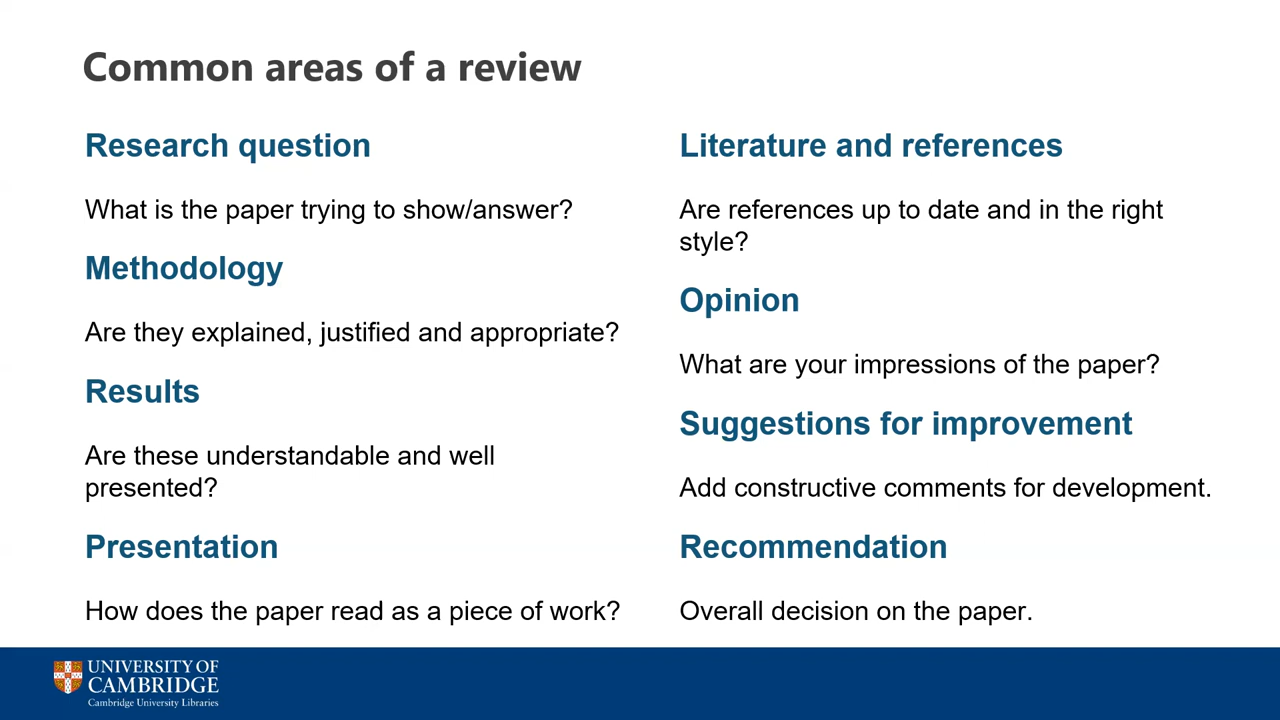 Common areas of a review
Research question
What is the paper trying to show/answer?
Methodology
Are they explained, justified and appropriate?
Results
Are these understandable and well
presented?
Presentation
How does the paper read as a piece of work?
Literature and references
Are references up to date and in the right
style?
Opinion
What are your impressions of the paper?
Suggestions for improvement
Add constructive comments for development.
Recommendation
Overall decision on the paper.
UNIVERSITY OF
CAMBRIDGE
Cambridge University Libraries